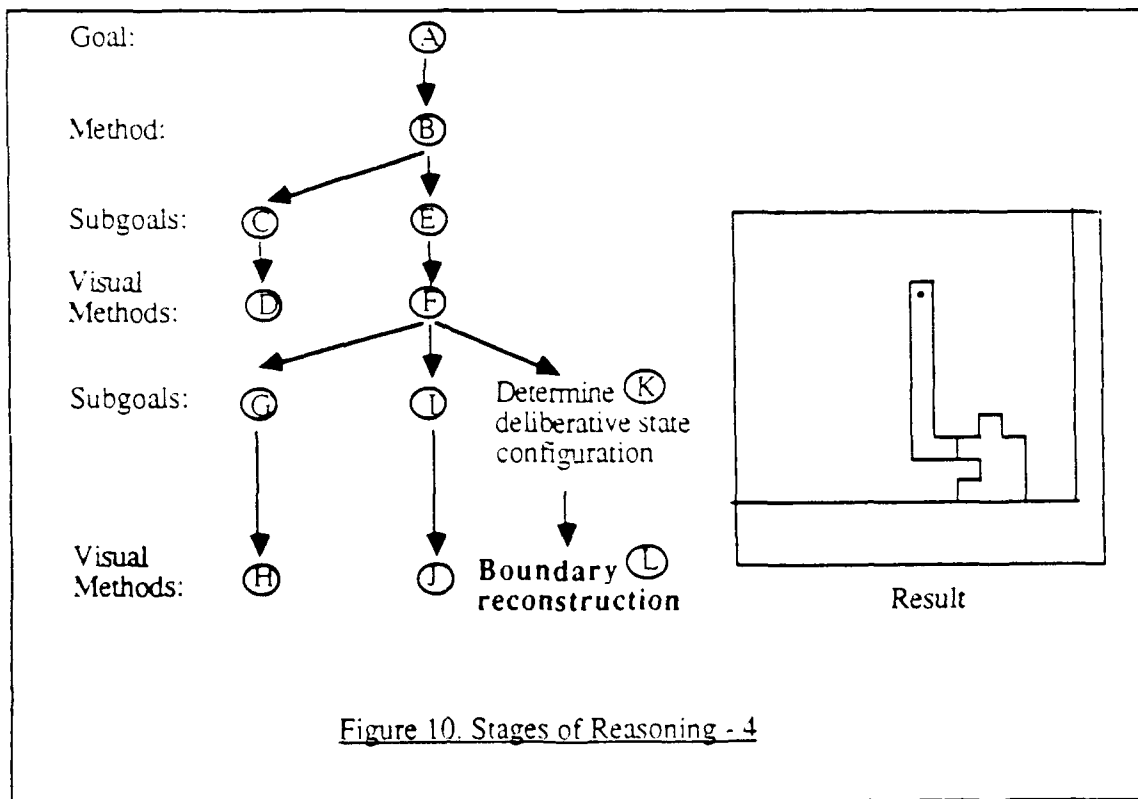 Goal: A
Method: B
Subgoals: C E
Visual
Methods: D F
Subgoals: G I Determine K
deliberative state
configuration
Visual
Methods: H J Boundary L
reconstruction
Result
Figure 10. Stages of Reasoning - 4